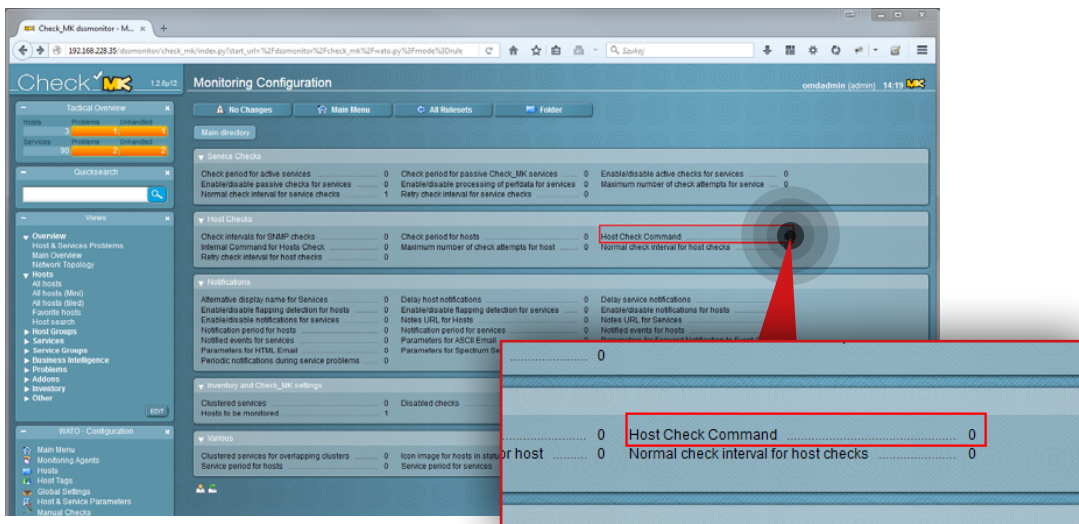 Check_MK dssmonitor - M...
192.168.228.35/dssmonitor/check_mk/index.py?start_url=%2Fdssmonitor%2Fcheck_mk%2Fwato.py%3Fmode%3Drule
Szukaj
Check_MK 1.2.6p12
Monitoring Configuration
omdadmin (admin) 14:19
No Changes Main Menu All Rulesets Folder
Main directory
Tactical Overview
Hosts Problems Unhandled
3 1 1
Services Problems Unhandled
90 2 2
Quicksearch
Views
Overview
Host & Services Problems
Main Overview
Network Topology
Hosts
All hosts
All hosts (Mini)
All hosts (tiled)
Favorite hosts
Host search
Host Groups
Services
Service Groups
Business Intelligence
Problems
Addons
Inventory
Other
EDIT
WATO · Configuration
Main Menu
Monitoring Agents
Hosts
Host Tags
Global Settings
Host & Service Parameters
Manual Checks
Service Checks
Check period for active services 0 Check period for passive Check_MK services 0 Enable/disable active checks for services 0
Enable/disable passive checks for services 0 Enable/disable processing of perfdata for services 0 Maximum number of check attempts for service 0
Normal check interval for service checks 1 Retry check interval for service checks 0
Host Checks
Check intervals for SNMP checks 0 Check period for hosts 0 Host Check Command
Internal Command for Hosts Check 0 Maximum number of check attempts for host 0 Normal check interval for host checks
Retry check interval for host checks 0
Notifications
Alternative display name for Services 0 Delay host notifications 0 Delay service notifications
Enable/disable flapping detection for hosts 0 Enable/disable flapping detection for services 0 Enable/disable notifications for hosts 0
Enable/disable notifications for services 0 Notes URL for Hosts 0 Notes URL for Services
Notification period for hosts 0 Notification period for services 0 Notified events for hosts 0
Notified events for services 0 Parameters for ASCII Email
Parameters for HTML Email 0 Parameters for Spectrum Se
Periodic notifications during service problems 0
Inventory and Check_MK settings
Clustered services 0 Disabled checks
Hosts to be monitored 1
Various
Clustered services for overlapping clusters 0 Icon image for hosts in statu
Service period for hosts 0 Service period for services
0
0 Host Check Command 0
or host 0 Normal check interval for host checks 0